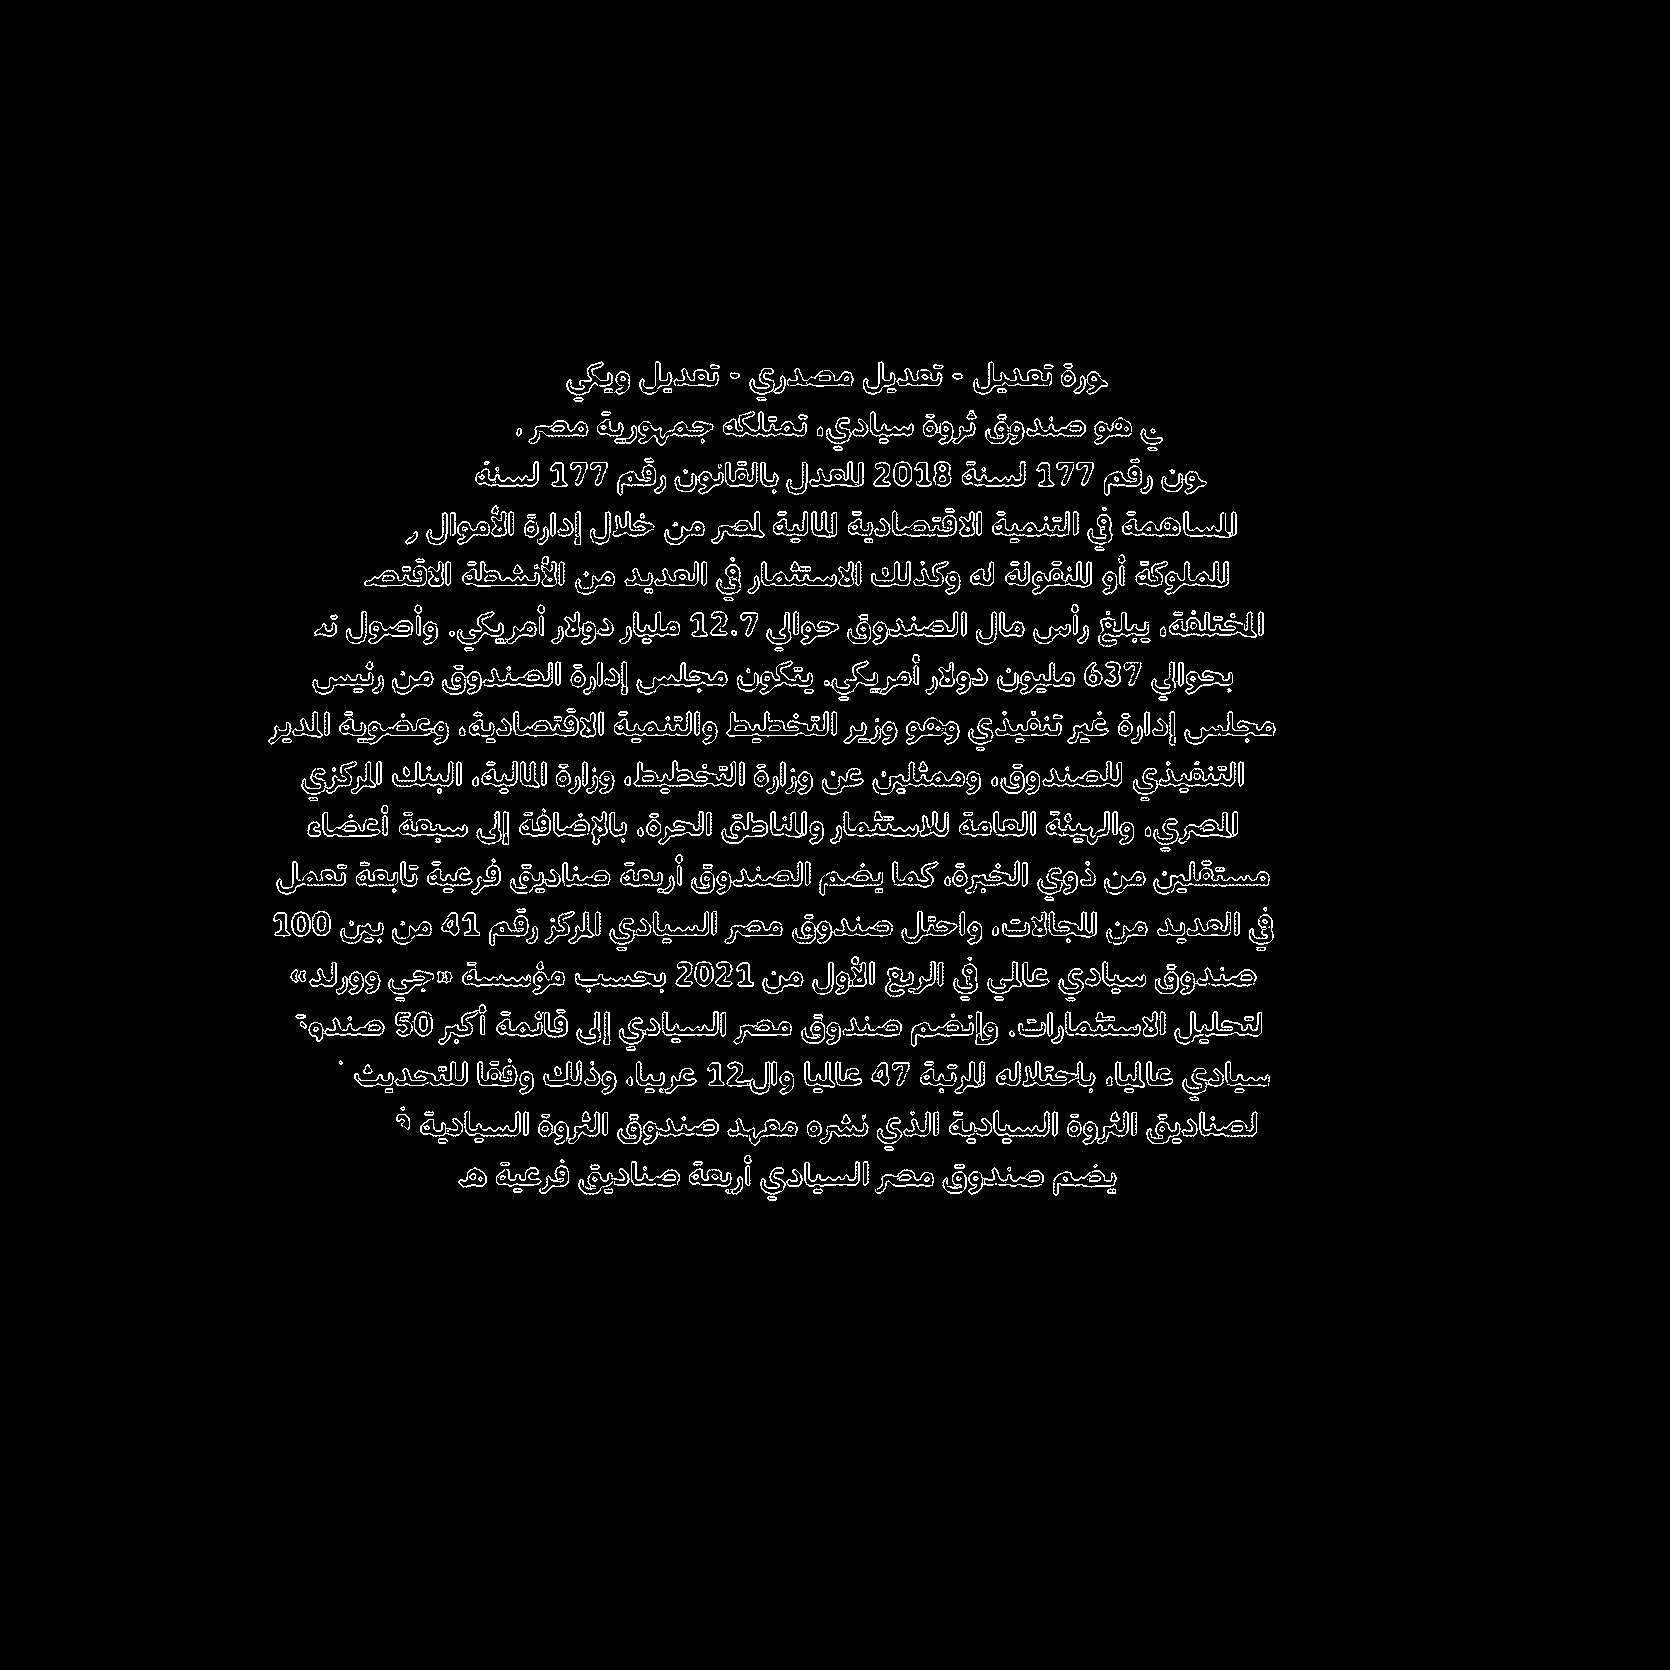 ورة تعديل - تعديل مصدري - تعديل ويكي
هو صندوق ثروة سيادي، تمتلكه جمهورية مصر
ون رقم 177 لسنة 2018 المعدل بالقانون رقم 177 لسنة
المساهمة في التنمية الاقتصادية المالية لمصر من خلال إدارة الأموال
المملوكة أو المنقولة له وكذلك الاستثمار في العديد من الأنشطة الاقتص
المختلفة، يبلغ رأس مال الصندوق حوالي 12.7 مليار دولار أمريكي. وأصول
بحوالي 637 مليون دولار أمريكي. يتكون مجلس إدارة الصندوق من رئيس
مجلس إدارة غير تنفيذي وهو وزير التخطيط والتنمية الاقتصادية، وعضوية المدير
التنفيذي للصندوق، وممثلين عن وزارة التخطيط، وزارة المالية، البنك المركزي
المصري، والهيئة العامة للاستثمار والمناطق الحرة، بالإضافة إلى سبعة أعضاء
مستقلين من ذوي الخبرة، كما يضم الصندوق أربعة صناديق فرعية تابعة تعمل
في العديد من المجالات، واحتل صندوق مصر السيادي المركز رقم 41 من بين 100
صندوق سيادي عالمي في الربع الأول من 2021 بحسب مؤسسة «جي وورلد»
لتحليل الاستثمارات. وإنضم صندوق مصر السيادي إلى قائمة أكبر 50 صندوق
سيادي عالميا، باحتلاله المرتبة 47 عالميا والـ12 عربيا، وذلك وفقا للتحديث
لصناديق الثروة السيادية الذي نشره معهد صندوق الثروة السيادية
يضم صندوق مصر السيادي أربعة صناديق فرعية